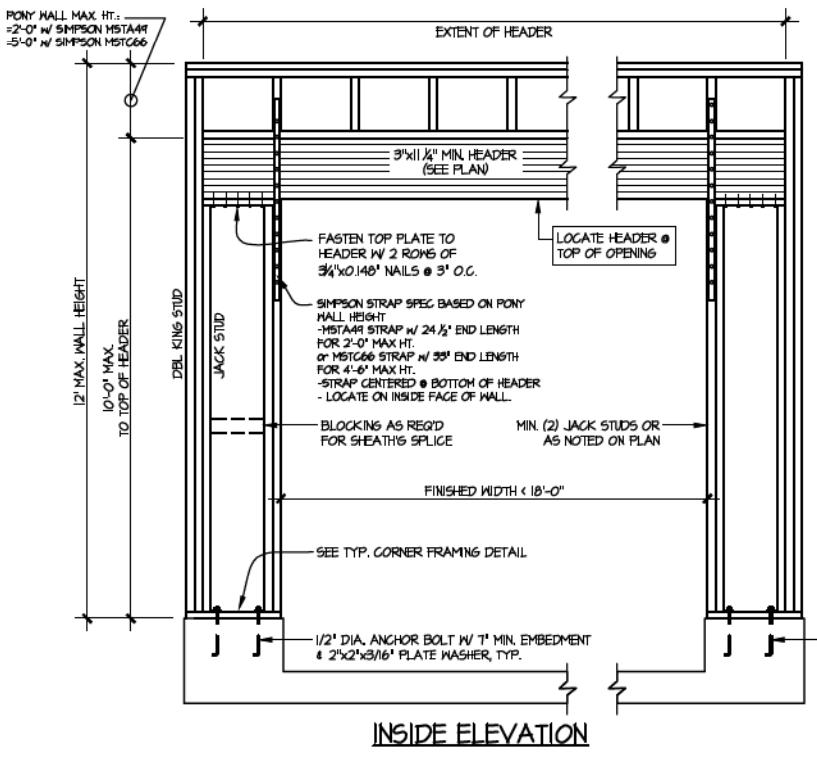 PONY WALL MAX. HT.:
=2'-0" W/ SIMPSON MSTA49
=5'-0" W/ SIMPSON MSTC66
EXTENT OF HEADER
3"x11 1/4" MIN. HEADER
(SEE PLAN)
FASTEN TOP PLATE TO
HEADER W/ 2 ROWS OF
3 1/4"x0.148" NAILS @ 3" O.C.
LOCATE HEADER @
TOP OF OPENING
SIMPSON STRAP SPEC BASED ON PONY
WALL HEIGHT
-MSTA49 STRAP W/ 24 1/2" END LENGTH
FOR 2'-0" MAX HT.
or MSTC66 STRAP W/ 33" END LENGTH
FOR 4'-6" MAX HT.
-STRAP CENTERED @ BOTTOM OF HEADER
- LOCATE ON INSIDE FACE OF WALL.
12' MAX. WALL HEIGHT
10'-0" MAX.
TO TOP OF HEADER
DBL KING STUD
JACK STUD
BLOCKING AS REQ'D
FOR SHEATH'G SPLICE
MIN. (2) JACK STUDS OR
AS NOTED ON PLAN
FINISHED WIDTH < 18'-0"
SEE TYP. CORNER FRAMING DETAIL
1/2" DIA. ANCHOR BOLT W/ 7" MIN. EMBEDMENT
& 2"x2"x3/16" PLATE WASHER, TYP.
INSIDE ELEVATION